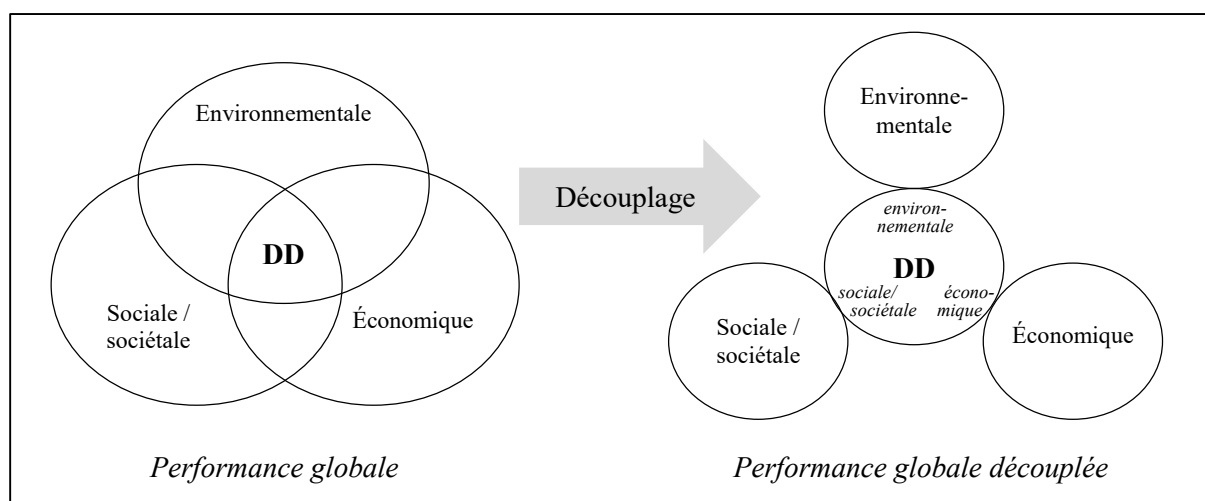 Environnementale
DD
Sociale /
sociétale
Économique
Performance globale
Découplage
Environne-
mentale
environ-
nementale
DD
sociale/
sociétale
écono-
mique
Sociale /
sociétale
Économique
Performance globale découplée